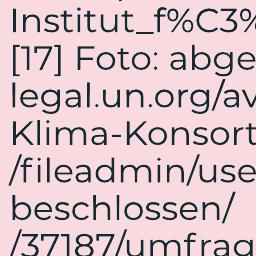 Institut_f%C3%
[17] Foto: abge
legal.un.org/av
Klima-Konsort
/fileadmin/use
beschlossen/
/37187/umfrag